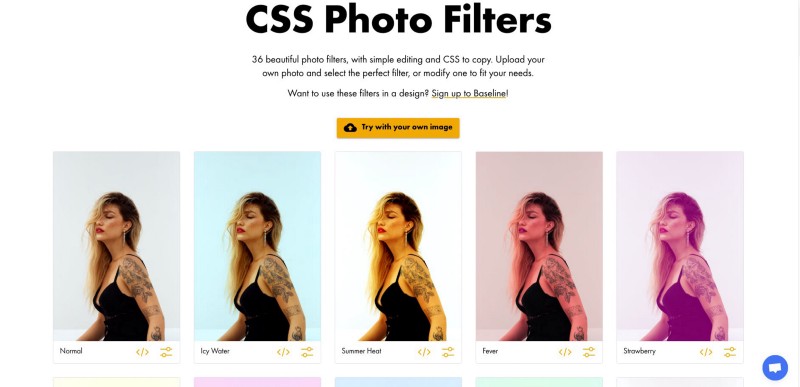 CSS Photo Filters
36 beautiful photo filters, with simple editing and CSS to copy. Upload your
own photo and select the perfect filter, or modify one to fit your needs.
Want to use these filters in a design? Sign up to Baseline!
Try with your own image
Normal
Icy Water
Summer Heat
Fever
Strawberry